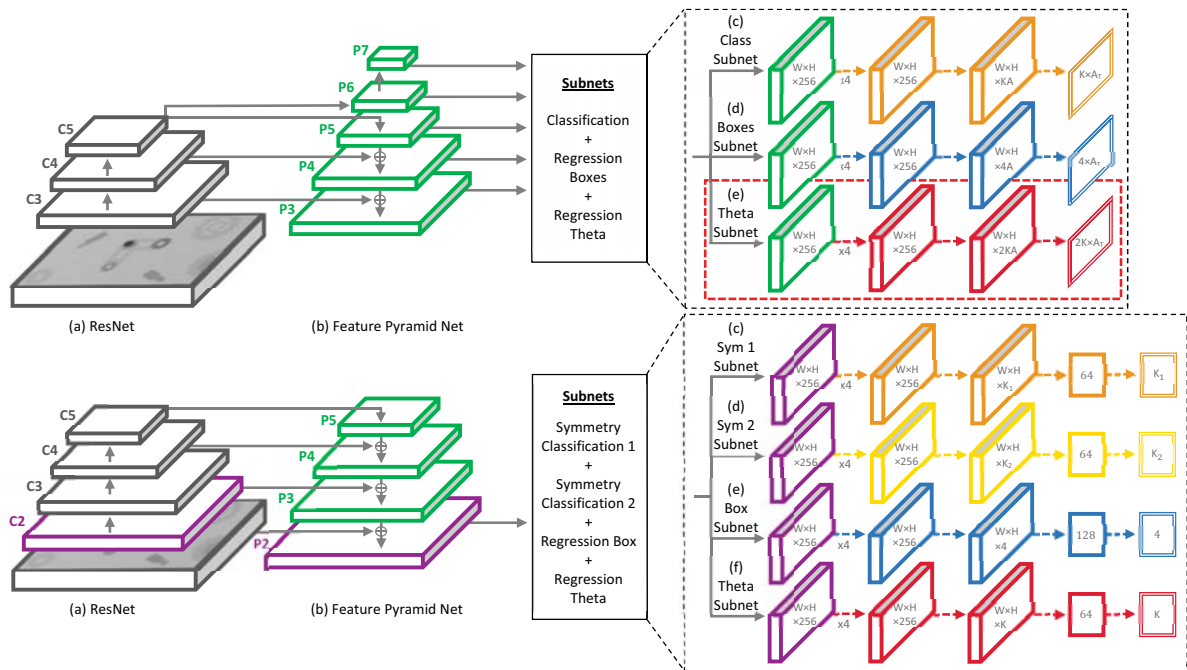 C5
C4
C3
(a) ResNet
P7
P6
P5
P4
P3
(b) Feature Pyramid Net
Subnets
Classification
+
Regression
Boxes
+
Regression
Theta
(c)
Class
Subnet
W×H
×256
x4
W×H
×256
W×H
×KA
K×A_T
(d)
Boxes
Subnet
W×H
×256
x4
W×H
×256
W×H
×4A
4×A_T
(e)
Theta
Subnet
W×H
×256
x4
W×H
×256
W×H
×2KA
2K×A_T
C5
C4
C3
C2
(a) ResNet
P5
P4
P3
P2
(b) Feature Pyramid Net
Subnets
Symmetry
Classification 1
+
Symmetry
Classification 2
+
Regression Box
+
Regression
Theta
(c)
Sym 1
Subnet
W×H
×256
x4
W×H
×256
W×H
×K₁
64
K₁
(d)
Sym 2
Subnet
W×H
×256
x4
W×H
×256
W×H
×K₂
64
K₂
(e)
Box
Subnet
W×H
×256
x4
W×H
×256
W×H
×4
128
4
(f)
Theta
Subnet
W×H
×256
x4
W×H
×256
W×H
×K
64
K